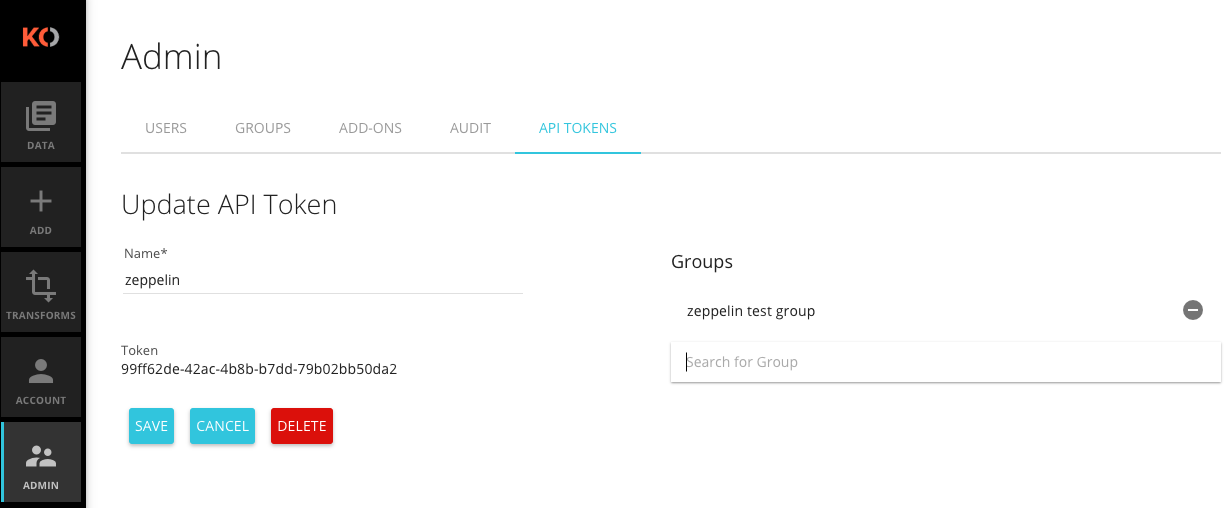 KO
DATA
ADD
TRANSFORMS
ACCOUNT
ADMIN
Admin
USERS GROUPS ADD-ONS AUDIT API TOKENS
Update API Token
Name*
zeppelin
Token
99ff62de-42ac-4b8b-b7dd-79b02bb50da2
SAVE CANCEL DELETE
Groups
zeppelin test group
Search for Group